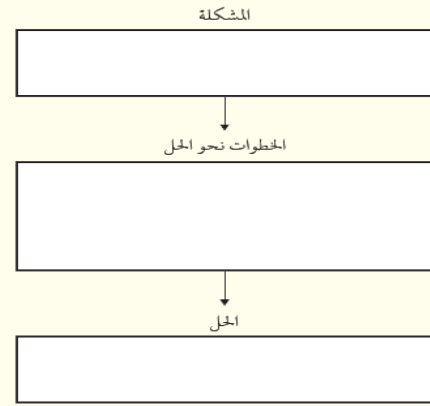 المشكلة
الخطوات نحو الحل
الحل